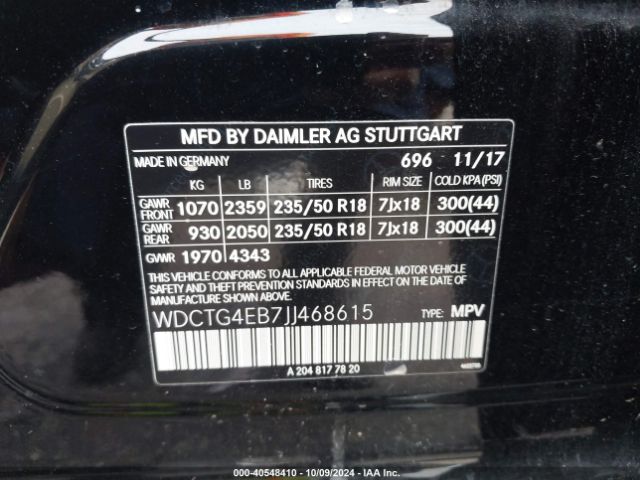 MFD BY DAIMLER AG STUTTGART
MADE IN GERMANY 696 11/17
KG LB TIRES RIM SIZE COLD KPA(PSI)
GAWR FRONT 1070 2359 235/50 R18 7Jx18 300(44)
GAWR REAR 930 2050 235/50 R18 7Jx18 300(44)
GVWR 1970 4343
THIS VEHICLE CONFORMS TO ALL APPLICABLE FEDERAL MOTOR VEHICLE
SAFETY AND THEFT PREVENTION STANDARDS IN EFFECT ON THE DATE
OF MANUFACTURE SHOWN ABOVE.
WDCTG4EB7JJ468615 TYPE: MPV
A 204 817 78 20
000-40548410 • 10/09/2024 - IAA Inc.